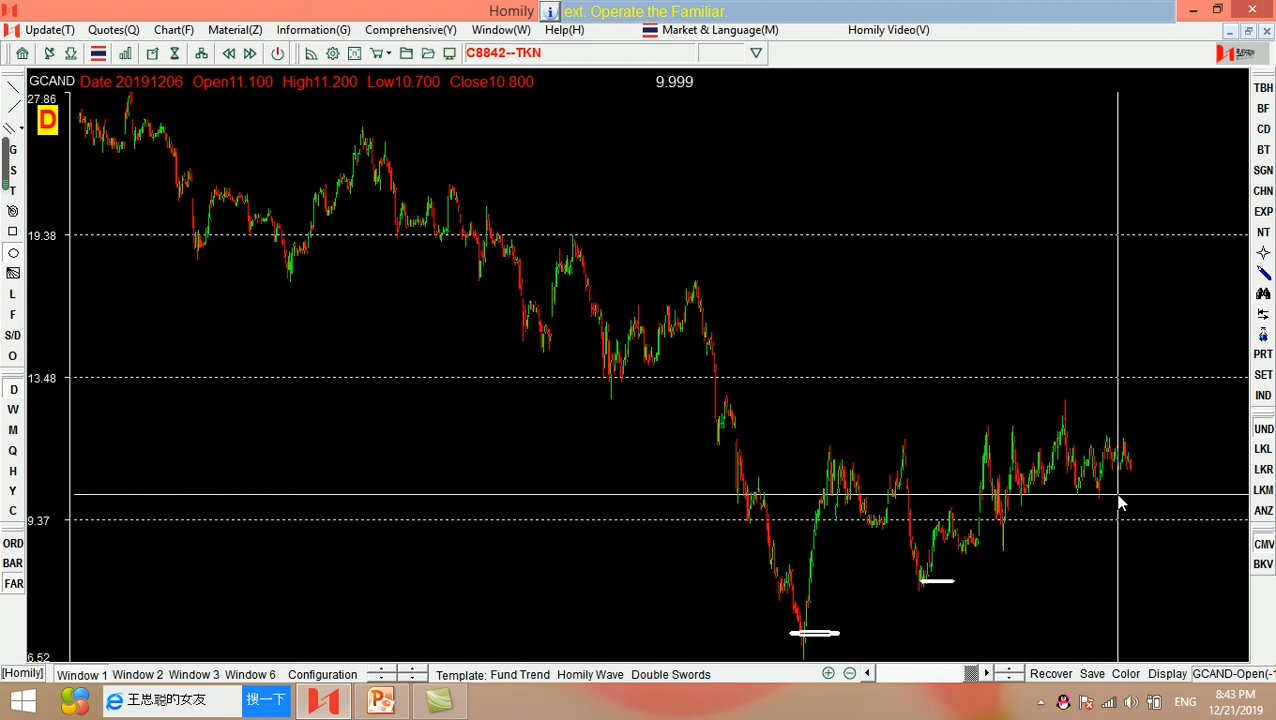 Homily
ext. Operate the Familiar.
Update(T) Quotes(Q) Chart(F) Material(Z) Information(G) Comprehensive(Y) Window(W) Help(H) Market & Language(M) Homily Video(V)
C8842--TKN
GCAND Date 20191206 Open11.100 High11.200 Low10.700 Close10.800 9.999
27.86
D
19.38
13.48
9.37
6.52
G
S
T
L
F
S/D
O
D
W
M
Q
H
Y
C
ORD
BAR
FAR
TBH
BF
CD
BT
SGN
CHN
EXP
NT
PRT
SET
IND
UND
LKL
LKR
LKM
ANZ
CMV
BKV
[Homily] Window 1 Window 2 Window 3 Window 6 Configuration Template: Fund Trend Homily Wave Double Swords Recover Save Color Display GCAND-Open(-1
王思聪的女友 搜一下 ENG 8:43 PM
12/21/2019